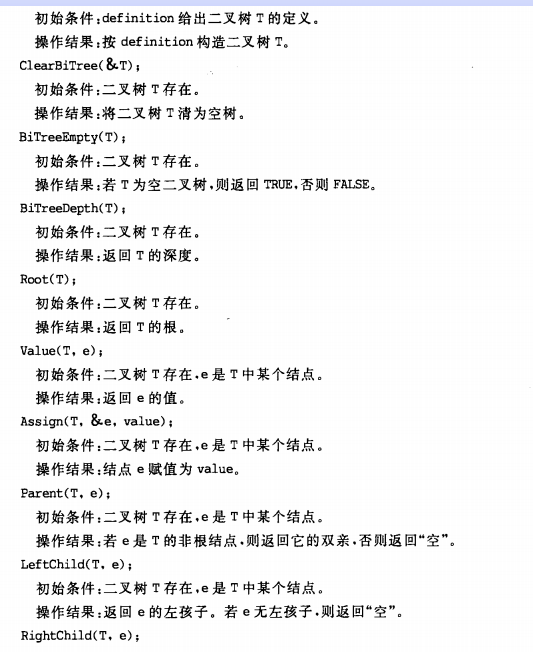 初始条件:definition 给出二叉树 T 的定义。
操作结果:按 definition 构造二叉树 T。
ClearBiTree(&T);
初始条件:二叉树 T 存在。
操作结果:将二叉树 T 清为空树。
BiTreeEmpty(T);
初始条件:二叉树 T 存在。
操作结果:若 T 为空二叉树,则返回 TRUE,否则 FALSE。
BiTreeDepth(T);
初始条件:二叉树 T 存在。
操作结果:返回 T 的深度。
Root(T);
初始条件:二叉树 T 存在。
操作结果:返回 T 的根。
Value(T, e);
初始条件:二叉树 T 存在,e 是 T 中某个结点。
操作结果:返回 e 的值。
Assign(T, &e, value);
初始条件:二叉树 T 存在,e 是 T 中某个结点。
操作结果:结点 e 赋值为 value。
Parent(T, e);
初始条件:二叉树 T 存在,e 是 T 中某个结点。
操作结果:若 e 是 T 的非根结点,则返回它的双亲,否则返回“空”。
LeftChild(T, e);
初始条件:二叉树 T 存在,e 是 T 中某个结点。
操作结果:返回 e 的左孩子。若 e 无左孩子,则返回“空”。
RightChild(T, e);